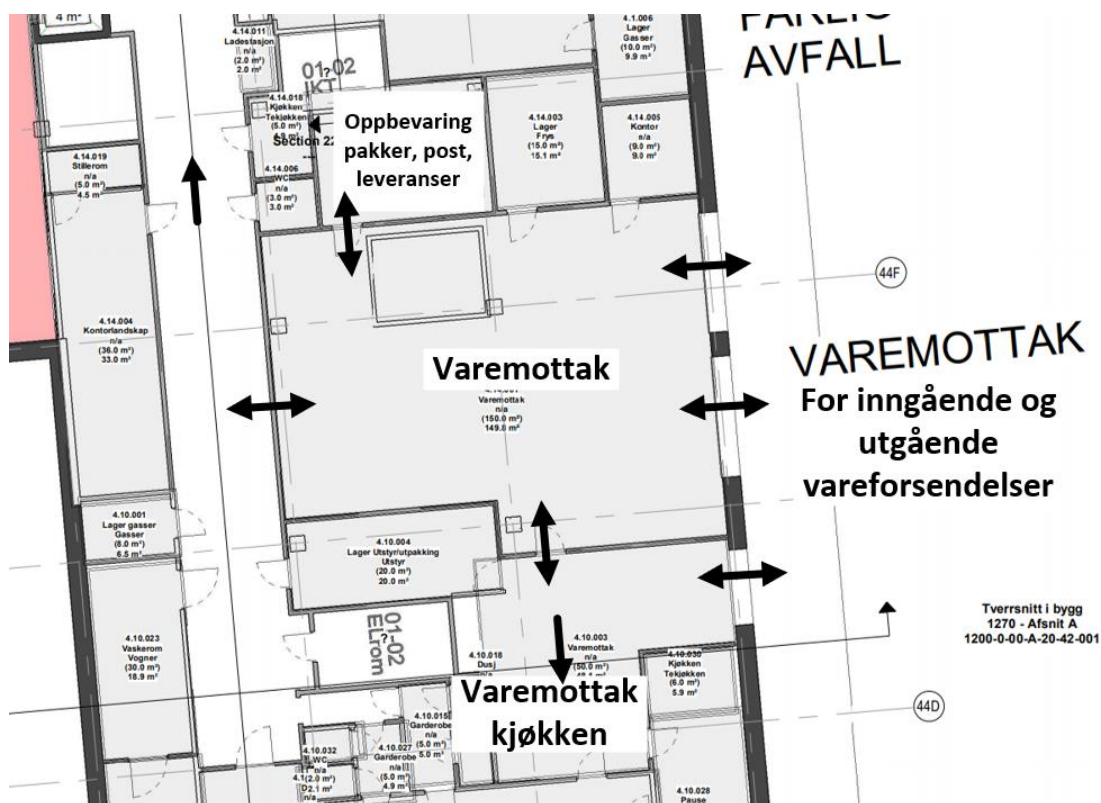 4 m²
4.14.011
Ladestasjon
n/a
(2.0 m²)
2.0 m²
01-02
?
IKT
4.1.006
Lager
Gasser
(10.0 m²)
9.9 m²
FARLIG
AVFALL
4.14.018
Kjøkken
Tekjøkken
(5.0 m²)
4.9 m²
Section 22
Oppbevaring
pakker, post,
leveranser
4.14.003
Lager
Frys
(15.0 m²)
15.1 m²
4.14.005
Kontor
n/a
(9.0 m²)
9.0 m²
4.14.019
Stillerom
n/a
(5.0 m²)
4.5 m²
4.14.006
WC
n/a
(3.0 m²)
3.0 m²
44F
4.14.004
Kontorlandskap
n/a
(36.0 m²)
33.0 m²
Varemottak
Varemottak
n/a
(150.0 m²)
149.8 m²
VAREMOTTAK
For inngående og
utgående
vareforsendelser
4.10.001
Lager gasser
Gasser
(8.0 m²)
6.5 m²
4.10.004
Lager Utstyr/utpakking
Utstyr
(20.0 m²)
20.0 m²
Tverrsnitt i bygg
1270 - Afsnit A
1200-0-00-A-20-42-001
01-02
?
ELrom
4.10.023
Vaskerom
Vogner
(30.0 m²)
18.9 m²
4.10.018
Dusj
n/a
4.10.003
Varemottak
n/a
(50.0 m²)
4.10.030
Kjøkken
Tekjøkken
(6.0 m²)
5.9 m²
Varemottak
kjøkken
44D
4.10.015
Garderobe
n/a
(5.0 m²)
5.0 m²
4.10.032
WC
n/a
(2.0 m²)
2.1 m²
n/a
4.10.027
Garderobe
n/a
(5.0 m²)
4.9 m²
4.10.028
Pause